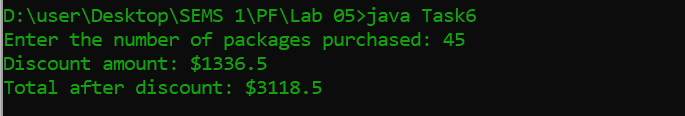 D:\user\Desktop\SEMS 1\PF\Lab 05>java Task6
Enter the number of packages purchased: 45
Discount amount: $1336.5
Total after discount: $3118.5